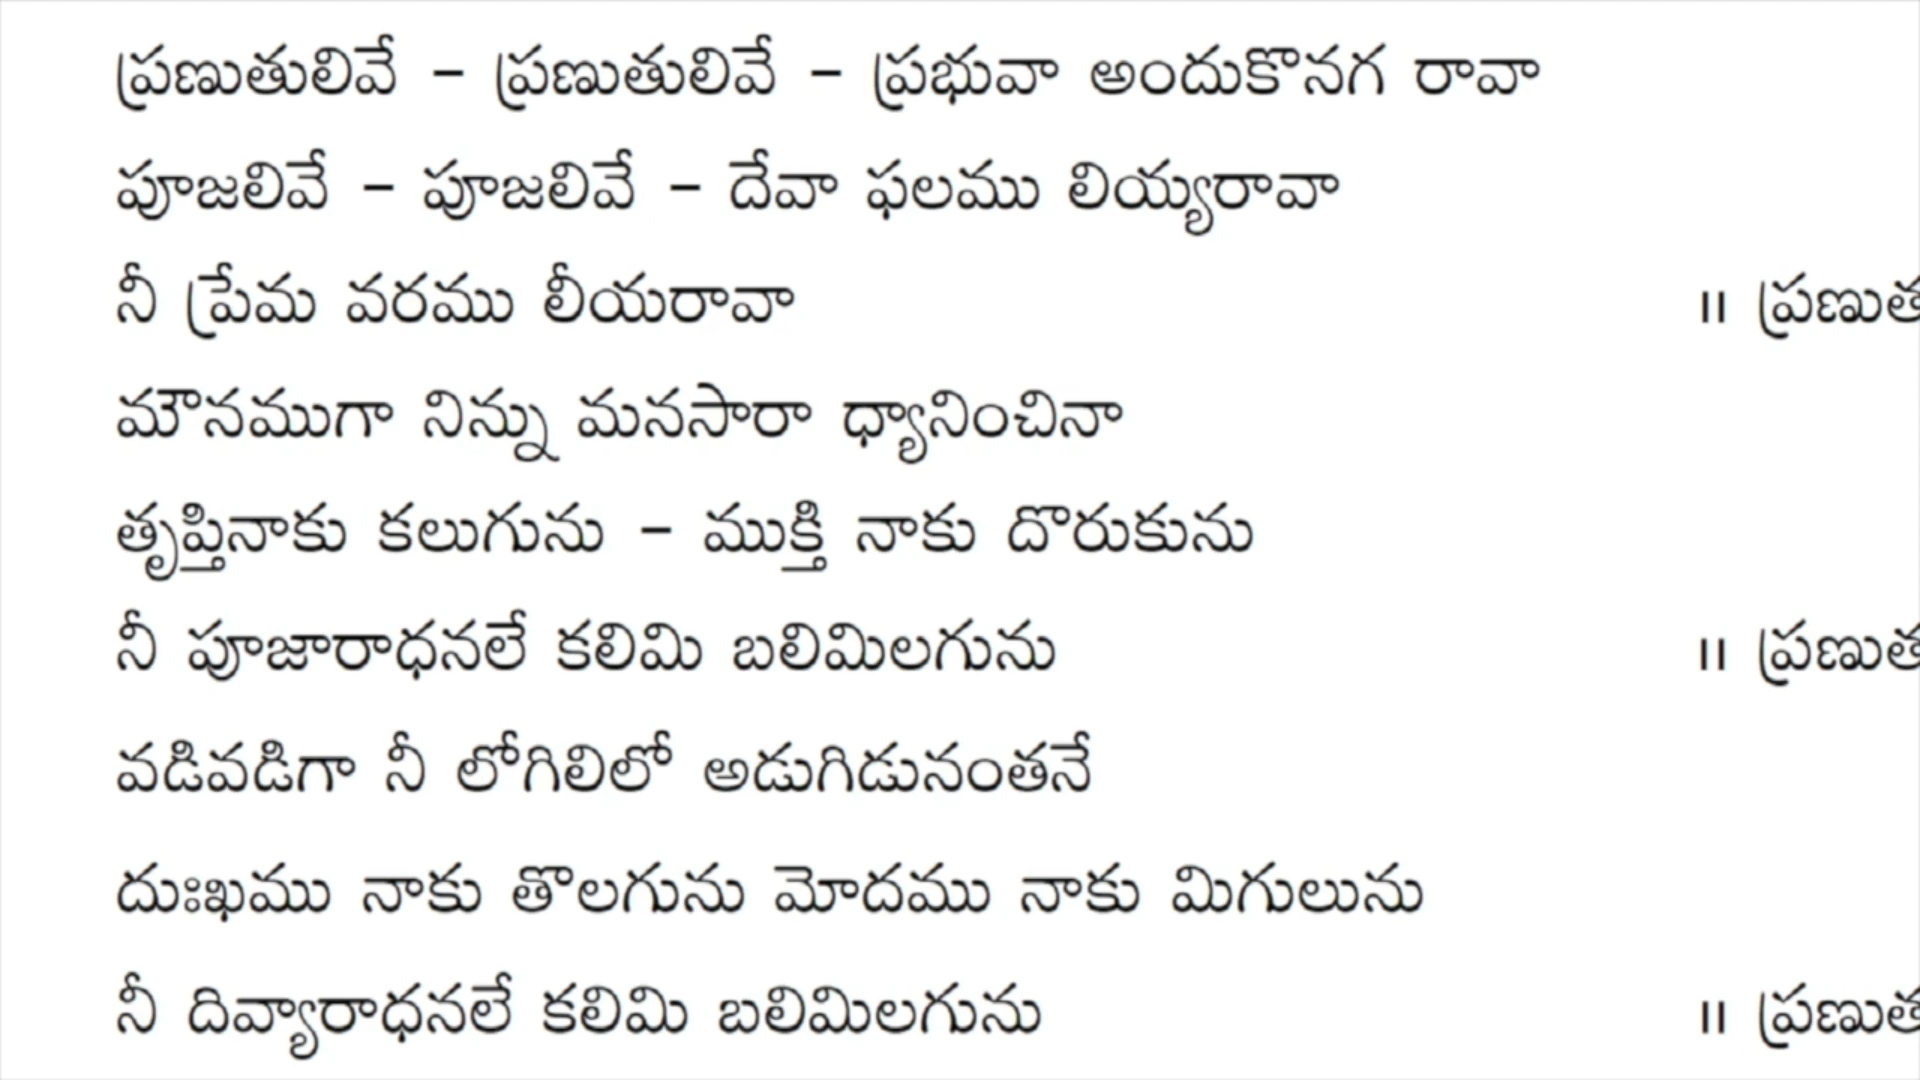 ప్రణుతులివే - ప్రణుతులివే - ప్రభువా అందుకొనగ రావా
పూజలివే - పూజలివే - దేవా ఫలము లియ్యరావా
నీ ప్రేమ వరము లీయరావా ॥ ప్రణుత
మౌనముగా నిన్ను మనసారా ధ్యానించినా
తృప్తినాకు కలుగును - ముక్తి నాకు దొరుకును
నీ పూజారాధనలే కలిమి బలిమిలగును ॥ ప్రణుత
వడివడిగా నీ లోగిలిలో అడుగిడునంతనే
దుఃఖము నాకు తొలగును మోదము నాకు మిగులును
నీ దివ్యారాధనలే కలిమి బలిమిలగును ॥ ప్రణుత